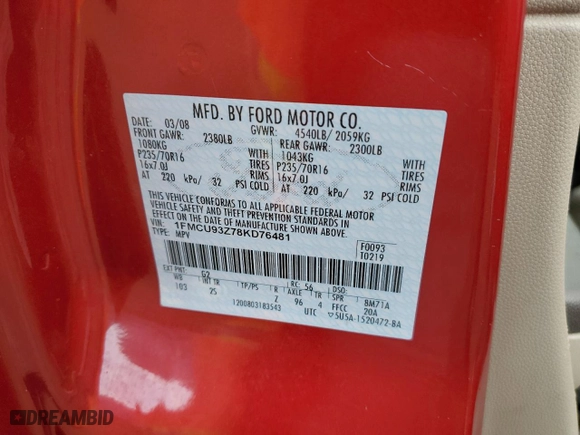 MFD. BY FORD MOTOR CO.
DATE: 03/08 GVWR: 4540LB/ 2059KG
FRONT GAWR: 2380LB REAR GAWR: 2300LB
1080KG WITH 1043KG WITH
P235/70R16 TIRES P235/70R16 TIRES
16x7.0J RIMS 16x7.0J RIMS
AT 220 kPa/ 32 PSI COLD AT 220 kPa/ 32 PSI COLD
THIS VEHICLE CONFORMS TO ALL APPLICABLE FEDERAL MOTOR
VEHICLE SAFETY AND THEFT PREVENTION STANDARDS IN
EFFECT ON THE DATE OF MANUFACTURE SHOWN ABOVE.
VIN: 1FMCU93Z78KD76481 F0093
TYPE: MPV T0219
EXT PNT: G2 RC: 56 DSO:
WB INT TR TP/PS R AXLE TR SPR BM71A
103 2S Z 96 4 FFCC 20A
1200803183543 UTC ▽5U5A-1520472-BA
DREAMBID